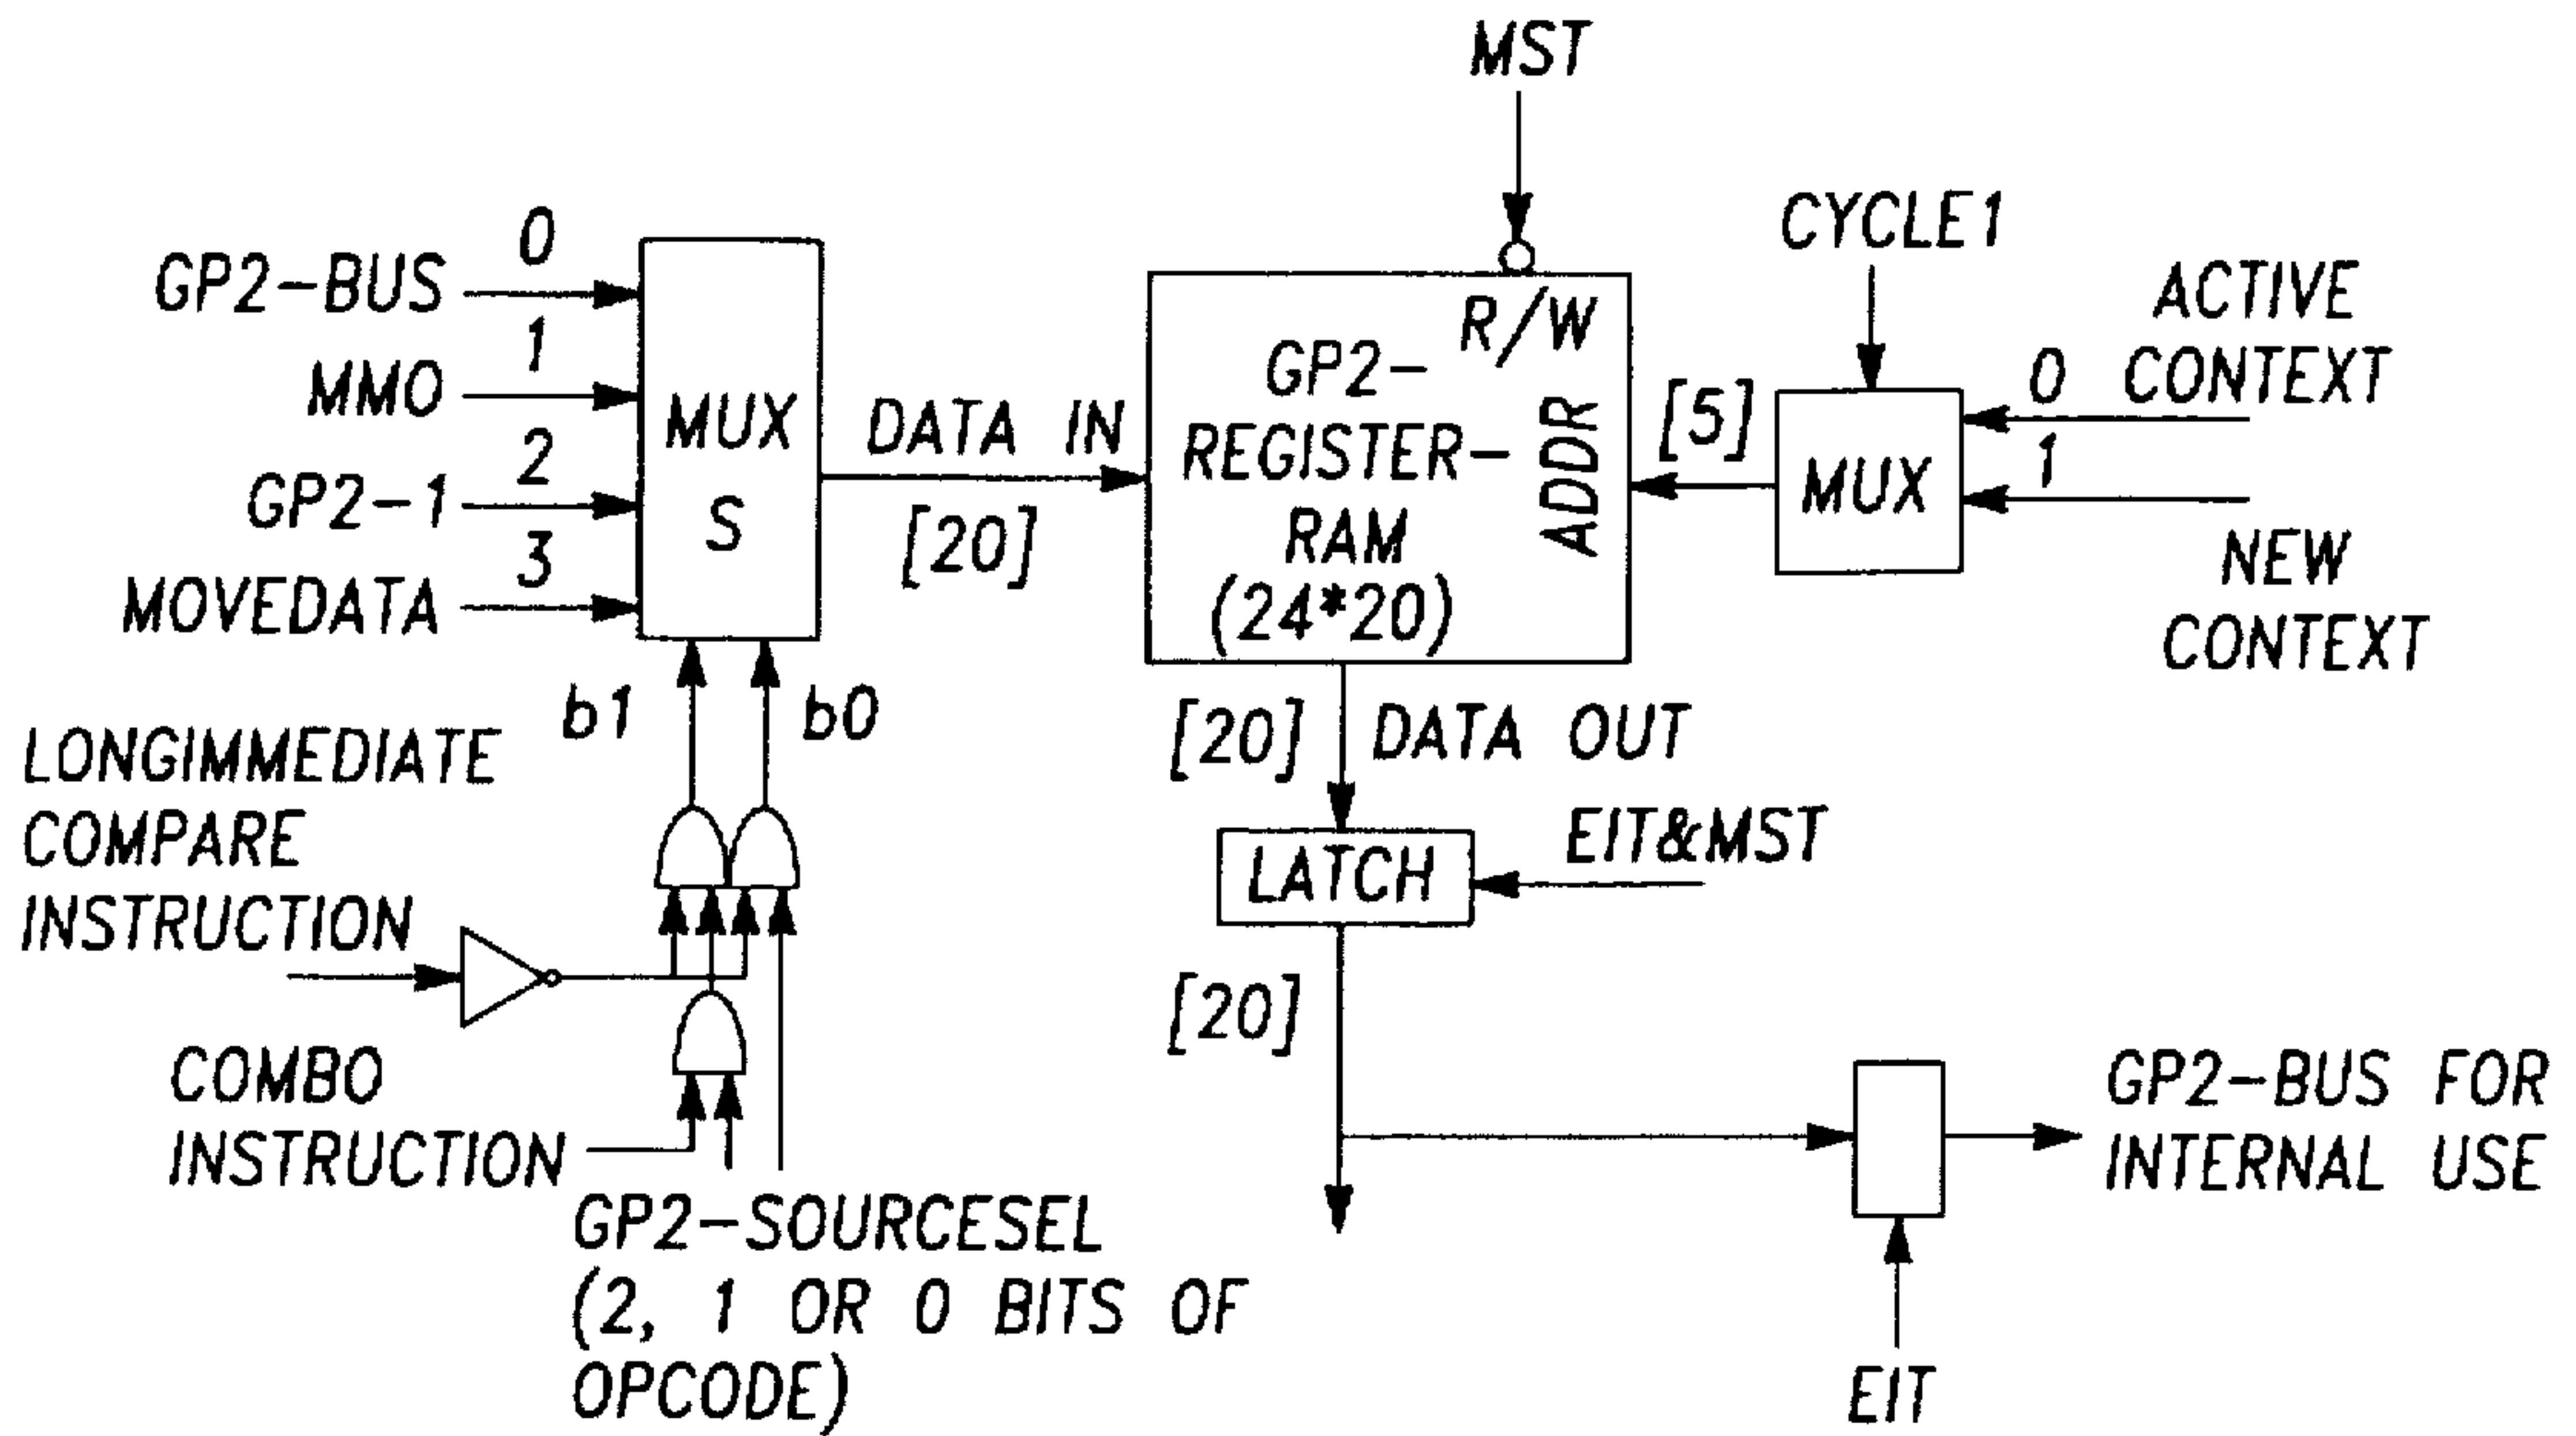 MST
CYCLE1
ACTIVE
CONTEXT
0
1
NEW
CONTEXT
GP2-BUS
0
MMO
1
GP2-1
2
MOVEDATA
3
MUX
S
DATA IN
[20]
R/W
GP2-
REGISTER-
RAM
(24*20)
ADDR
[5]
MUX
b1
b0
[20]
DATA OUT
LONGIMMEDIATE
COMPARE
INSTRUCTION
LATCH
EIT&MST
[20]
COMBO
INSTRUCTION
GP2-SOURCESEL
(2, 1 OR 0 BITS OF
OPCODE)
GP2-BUS FOR
INTERNAL USE
EIT